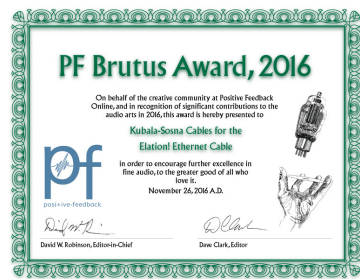 PF Brutus Award, 2016
On behalf of the creative community at Positive Feedback
Online, and in recognition of significant contributions to the
audio arts in 2016, this award is hereby presented to
Kubala-Sosna Cables for the
Elation! Ethernet Cable
in order to encourage further excellence in
fine audio, to the greater good of all who
love it.
November 26, 2016 A.D.
pf
posi+ive-feedback
David W. Robinson, Editor-in-Chief
Dave Clark, Editor